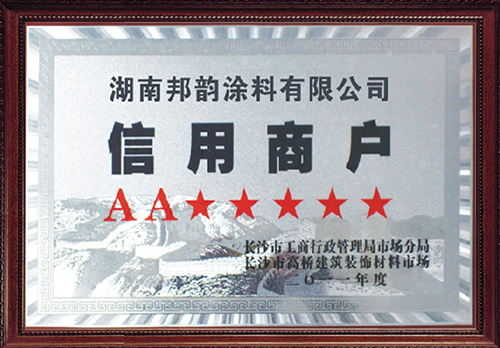 湖南邦韵涂料有限公司
信用商户
AA★★★★★
长沙市工商行政管理局市场分局
长沙市高桥建筑装饰材料市场
二〇一一年度